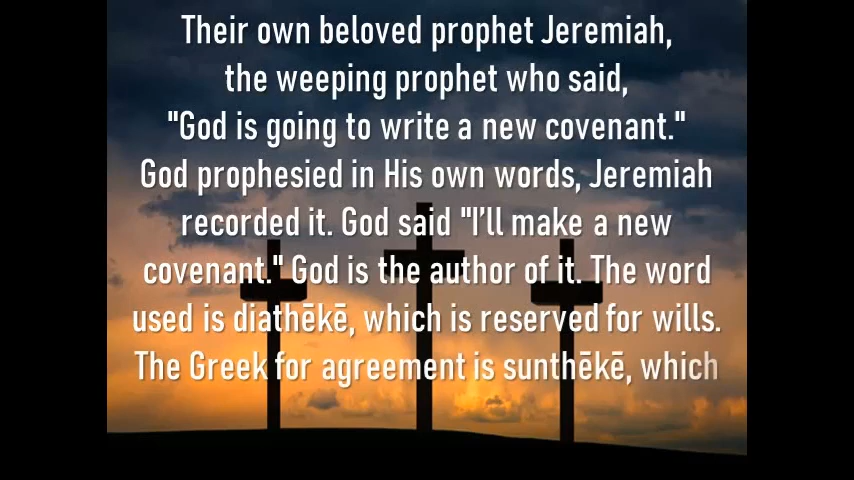 Their own beloved prophet Jeremiah,
the weeping prophet who said,
"God is going to write a new covenant."
God prophesied in His own words, Jeremiah
recorded it. God said "I’ll make a new
covenant." God is the author of it. The word
used is diathēkē, which is reserved for wills.
The Greek for agreement is sunthēkē, which